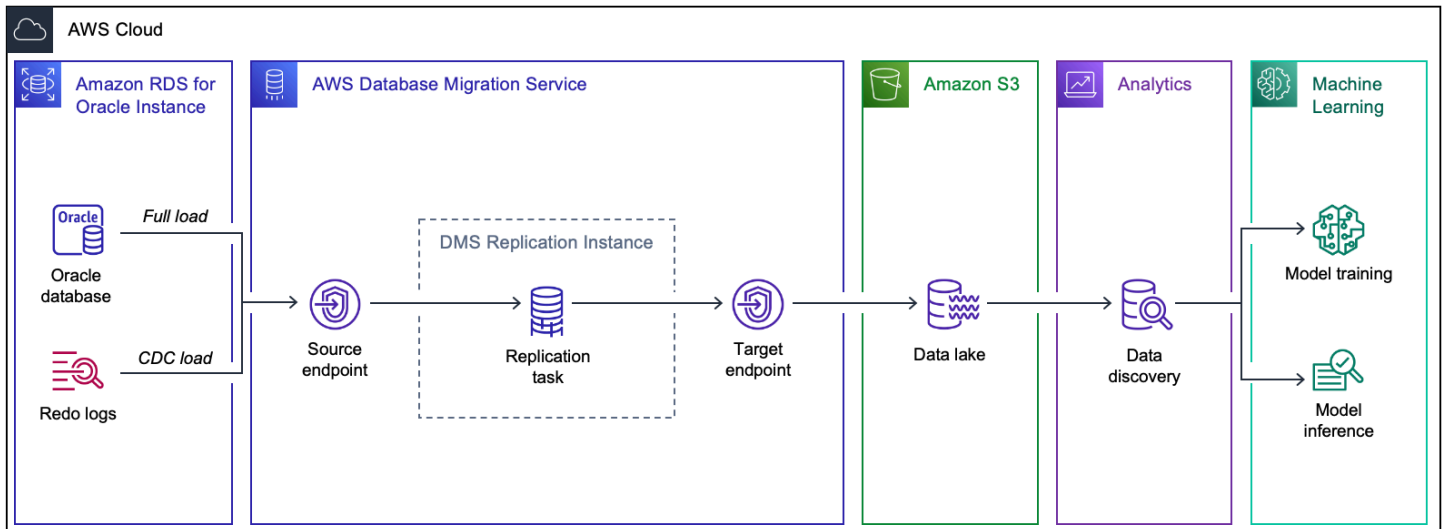 AWS Cloud
Amazon RDS for
Oracle Instance
AWS Database Migration Service
Amazon S3
Analytics
Machine
Learning
Oracle
Full load
Oracle
database
CDC load
Redo logs
Source
endpoint
DMS Replication Instance
Replication
task
Target
endpoint
Data lake
Data
discovery
Model training
Model
inference